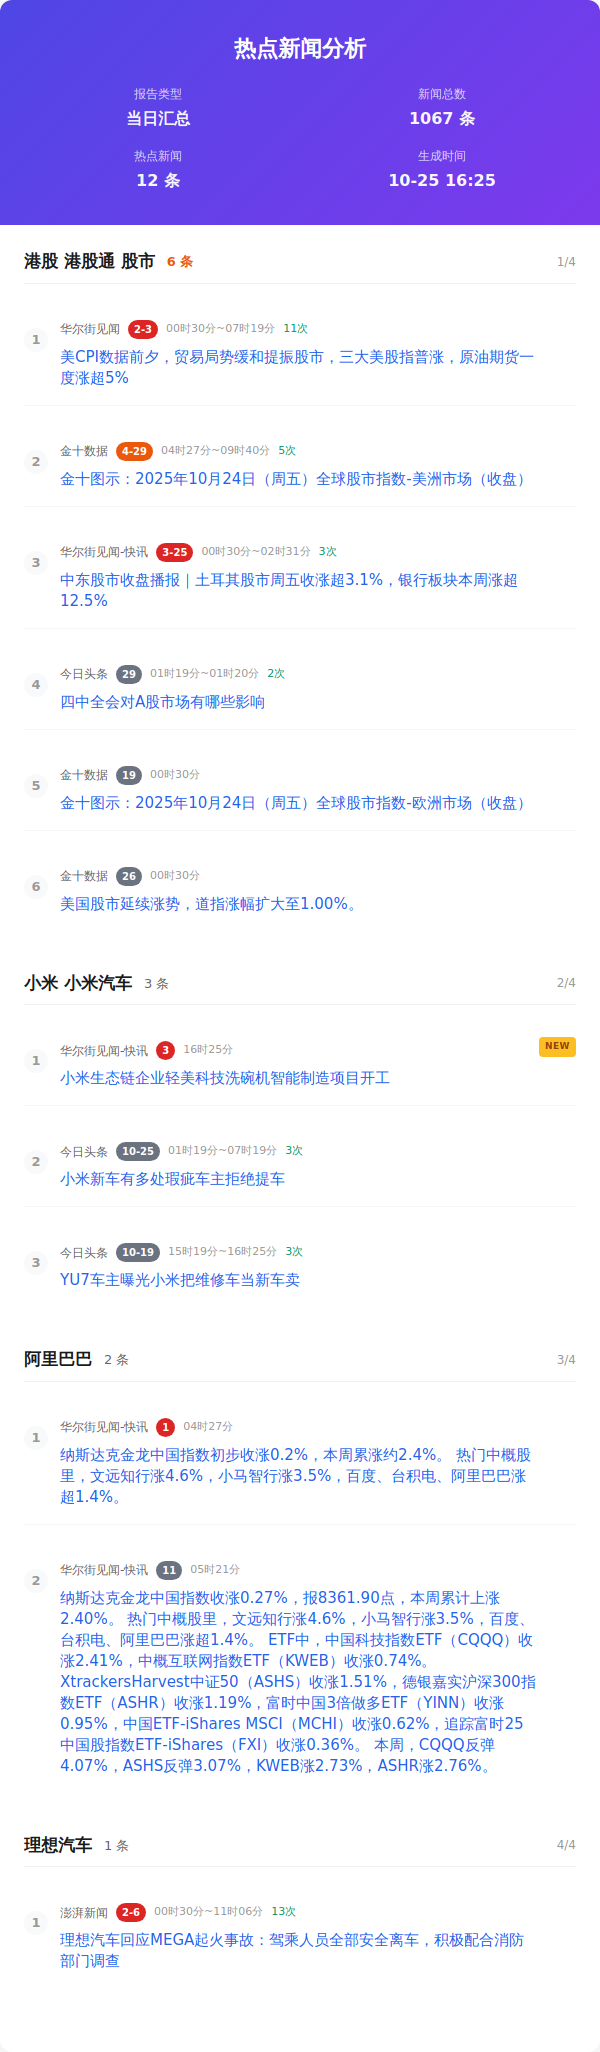 热点新闻分析
报告类型
新闻总数
当日汇总
1067 条
热点新闻
生成时间
12 条
10-25 16:25
港股 港股通 股市 6 条 1/4
1
华尔街见闻 2-3 00时30分~07时19分 11次
美CPI数据前夕，贸易局势缓和提振股市，三大美股指普涨，原油期货一
度涨超5%
2
金十数据 4-29 04时27分~09时40分 5次
金十图示：2025年10月24日（周五）全球股市指数-美洲市场（收盘）
3
华尔街见闻-快讯 3-25 00时30分~02时31分 3次
中东股市收盘播报｜土耳其股市周五收涨超3.1%，银行板块本周涨超
12.5%
4
今日头条 29 01时19分~01时20分 2次
四中全会对A股市场有哪些影响
5
金十数据 19 00时30分
金十图示：2025年10月24日（周五）全球股市指数-欧洲市场（收盘）
6
金十数据 26 00时30分
美国股市延续涨势，道指涨幅扩大至1.00%。
小米 小米汽车 3 条 2/4
1
华尔街见闻-快讯 3 16时25分 NEW
小米生态链企业轻美科技洗碗机智能制造项目开工
2
今日头条 10-25 01时19分~07时19分 3次
小米新车有多处瑕疵车主拒绝提车
3
今日头条 10-19 15时19分~16时25分 3次
YU7车主曝光小米把维修车当新车卖
阿里巴巴 2 条 3/4
1
华尔街见闻-快讯 1 04时27分
纳斯达克金龙中国指数初步收涨0.2%，本周累涨约2.4%。 热门中概股
里，文远知行涨4.6%，小马智行涨3.5%，百度、台积电、阿里巴巴涨
超1.4%。
2
华尔街见闻-快讯 11 05时21分
纳斯达克金龙中国指数收涨0.27%，报8361.90点，本周累计上涨
2.40%。 热门中概股里，文远知行涨4.6%，小马智行涨3.5%，百度、
台积电、阿里巴巴涨超1.4%。 ETF中，中国科技指数ETF（CQQQ）收
涨2.41%，中概互联网指数ETF（KWEB）收涨0.74%。
XtrackersHarvest中证50（ASHS）收涨1.51%，德银嘉实沪深300指
数ETF（ASHR）收涨1.19%，富时中国3倍做多ETF（YINN）收涨
0.95%，中国ETF-iShares MSCI（MCHI）收涨0.62%，追踪富时25
中国股指数ETF-iShares（FXI）收涨0.36%。 本周，CQQQ反弹
4.07%，ASHS反弹3.07%，KWEB涨2.73%，ASHR涨2.76%。
理想汽车 1 条 4/4
1
澎湃新闻 2-6 00时30分~11时06分 13次
理想汽车回应MEGA起火事故：驾乘人员全部安全离车，积极配合消防
部门调查